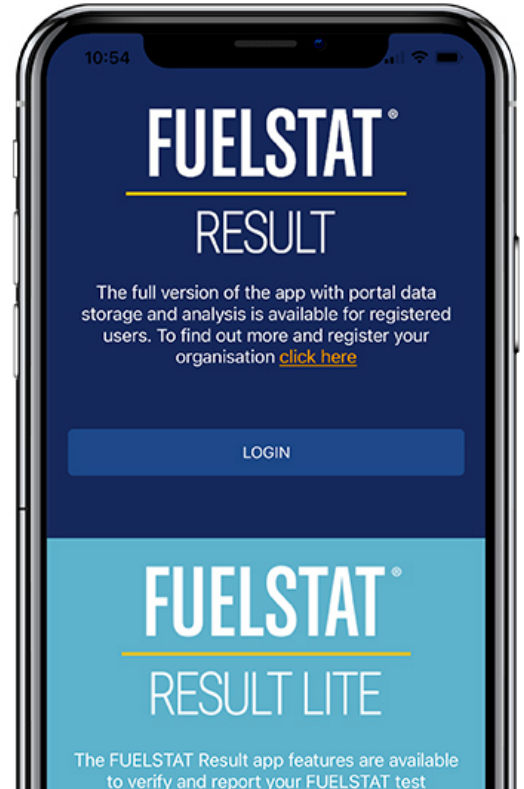 10:54
FUELSTAT®
RESULT
The full version of the app with portal data
storage and analysis is available for registered
users. To find out more and register your
organisation click here
LOGIN
FUELSTAT®
RESULT LITE
The FUELSTAT Result app features are available
to verify and report your FUELSTAT test